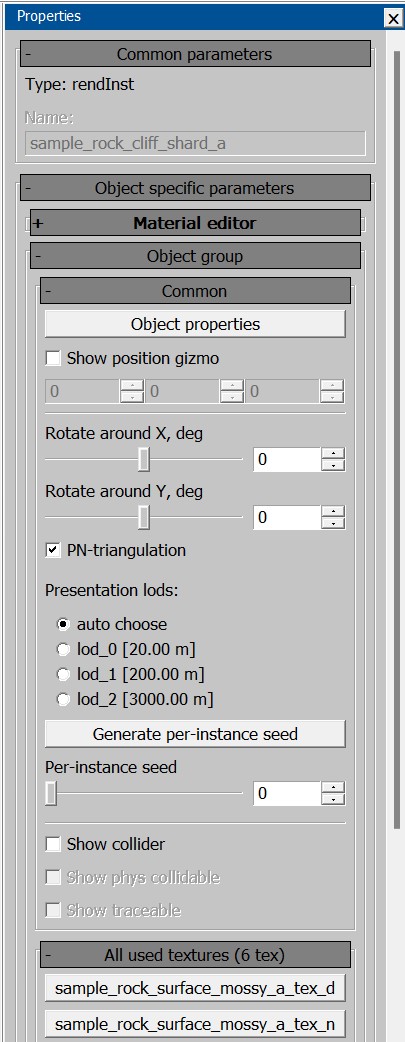 Properties
- Common parameters
Type: rendInst
Name:
sample_rock_cliff_shard_a
- Object specific parameters
+ Material editor
- Object group
- Common
Object properties
Show position gizmo
0 0 0
Rotate around X, deg
0
Rotate around Y, deg
0
PN-triangulation
Presentation lods:
auto choose
lod_0 [20.00 m]
lod_1 [200.00 m]
lod_2 [3000.00 m]
Generate per-instance seed
Per-instance seed
0
Show collider
Show phys collidable
Show traceable
- All used textures (6 tex)
sample_rock_surface_mossy_a_tex_d
sample_rock_surface_mossy_a_tex_n